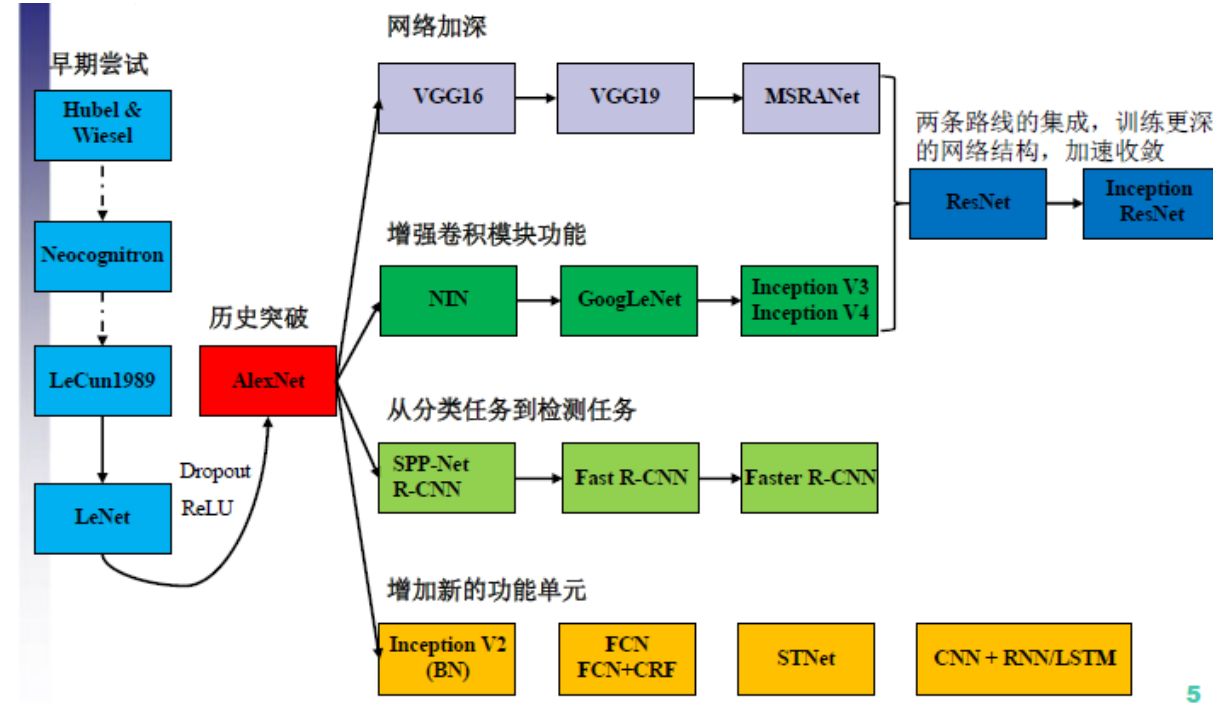 早期尝试
Hubel &
Wiesel
Neocognitron
LeCun1989
LeNet
Dropout
ReLU
历史突破
AlexNet
网络加深
VGG16
VGG19
MSRANet
增强卷积模块功能
NIN
GoogLeNet
Inception V3
Inception V4
两条路线的集成，训练更深
的网络结构，加速收敛
ResNet
Inception
ResNet
从分类任务到检测任务
SPP-Net
R-CNN
Fast R-CNN
Faster R-CNN
增加新的功能单元
Inception V2
(BN)
FCN
FCN+CRF
STNet
CNN + RNN/LSTM
5